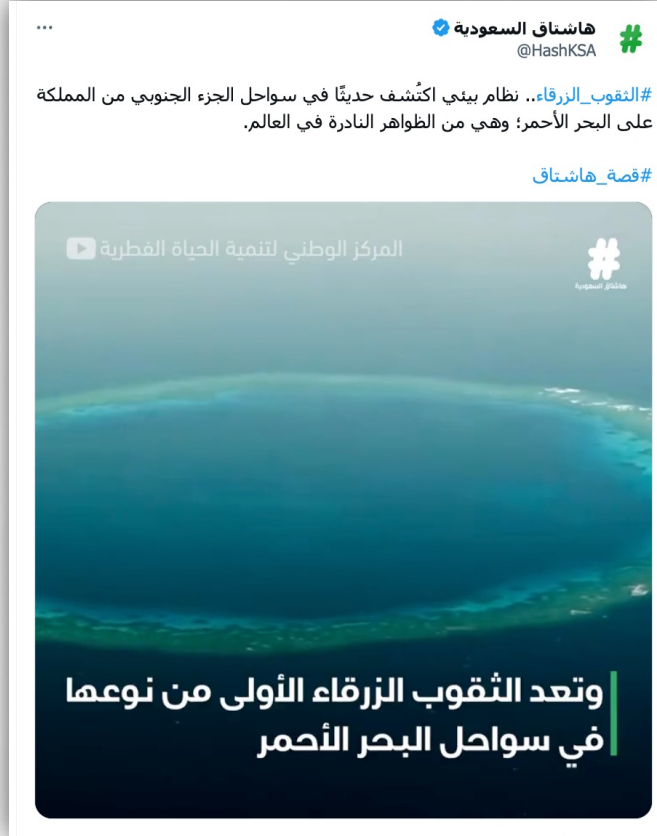 هاشتاق السعودية
@HashKSA
#الثقوب_الزرقاء.. نظام بيئي اكتُشف حديثًا في سواحل الجزء الجنوبي من المملكة
على البحر الأحمر؛ وهي من الظواهر النادرة في العالم.
#قصة_هاشتاق
المركز الوطني لتنمية الحياة الفطرية
هاشتاق السعودية
وتعد الثقوب الزرقاء الأولى من نوعها
في سواحل البحر الأحمر